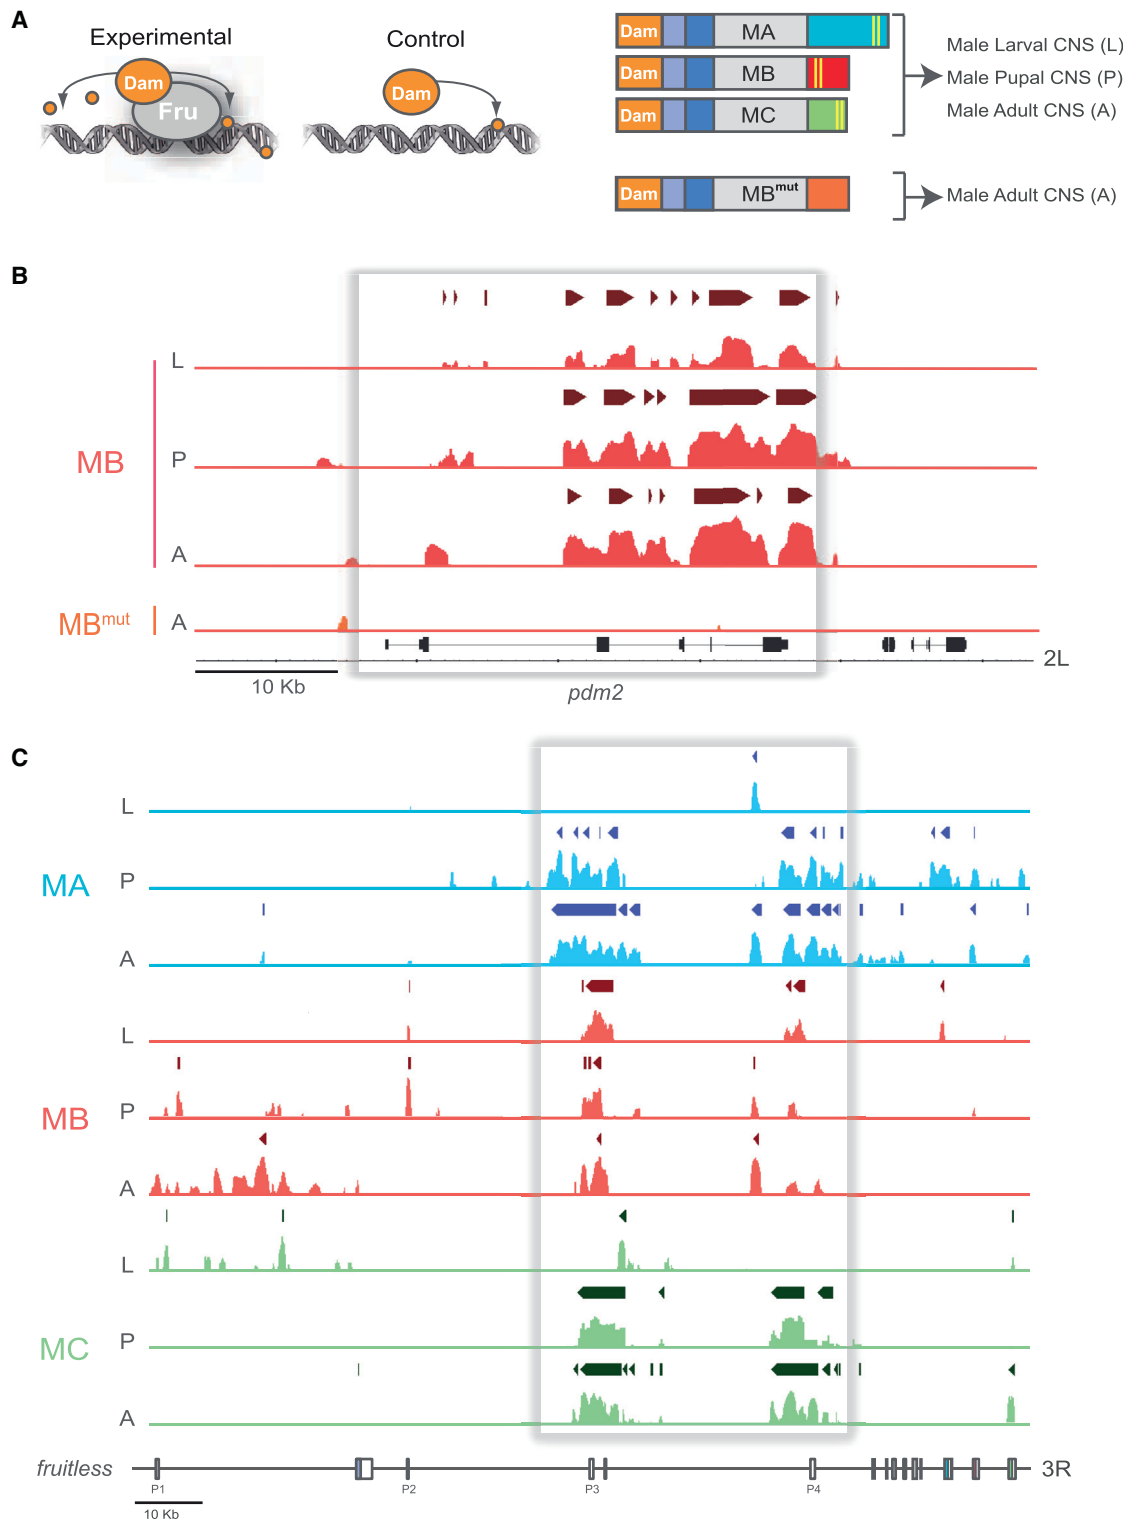 A
Experimental
Control
Dam
Fru
Dam
Dam MA
Dam MB
Dam MC
Male Larval CNS (L)
Male Pupal CNS (P)
Male Adult CNS (A)
Dam MBmut
Male Adult CNS (A)
B
MB
L
P
A
MBmut
A
2L
10 Kb
pdm2
C
MA
L
P
A
MB
L
P
A
MC
L
P
A
fruitless
3R
P1
P2
P3
P4
10 Kb